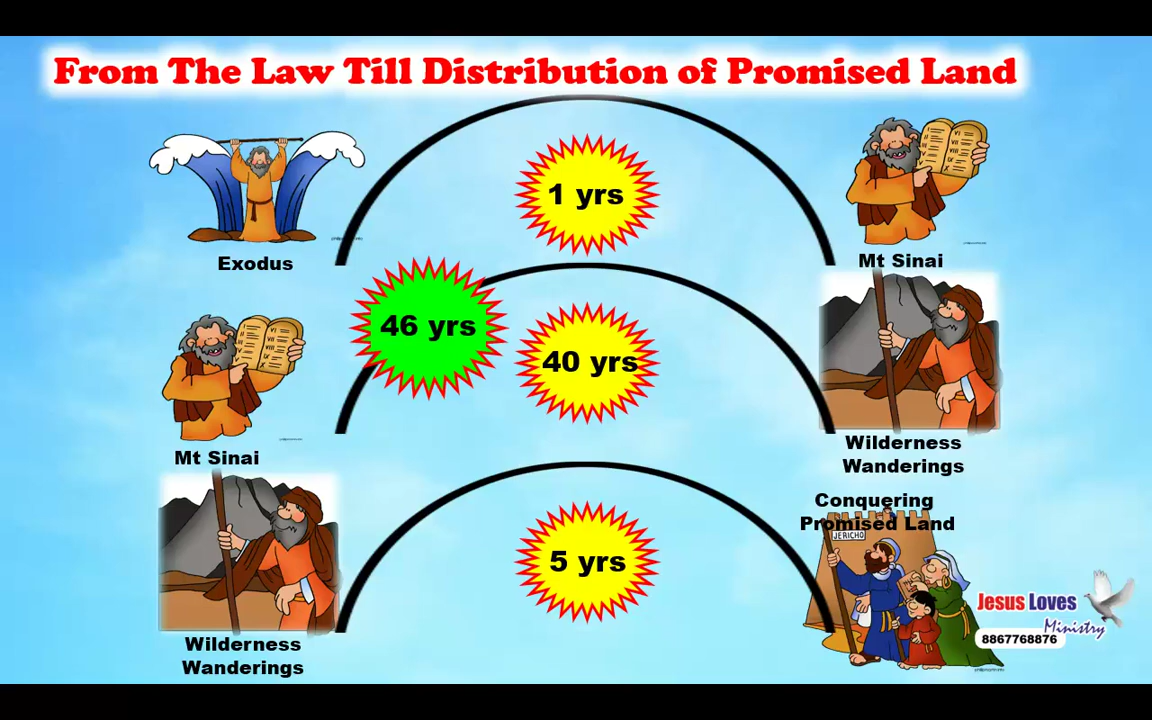 From The Law Till Distribution of Promised Land
1 yrs
Exodus
Mt Sinai
46 yrs
40 yrs
Mt Sinai
Wilderness
Wanderings
Conquering
Promised Land
JERICHO
5 yrs
Wilderness
Wanderings
Jesus Loves
Ministry
8867768876